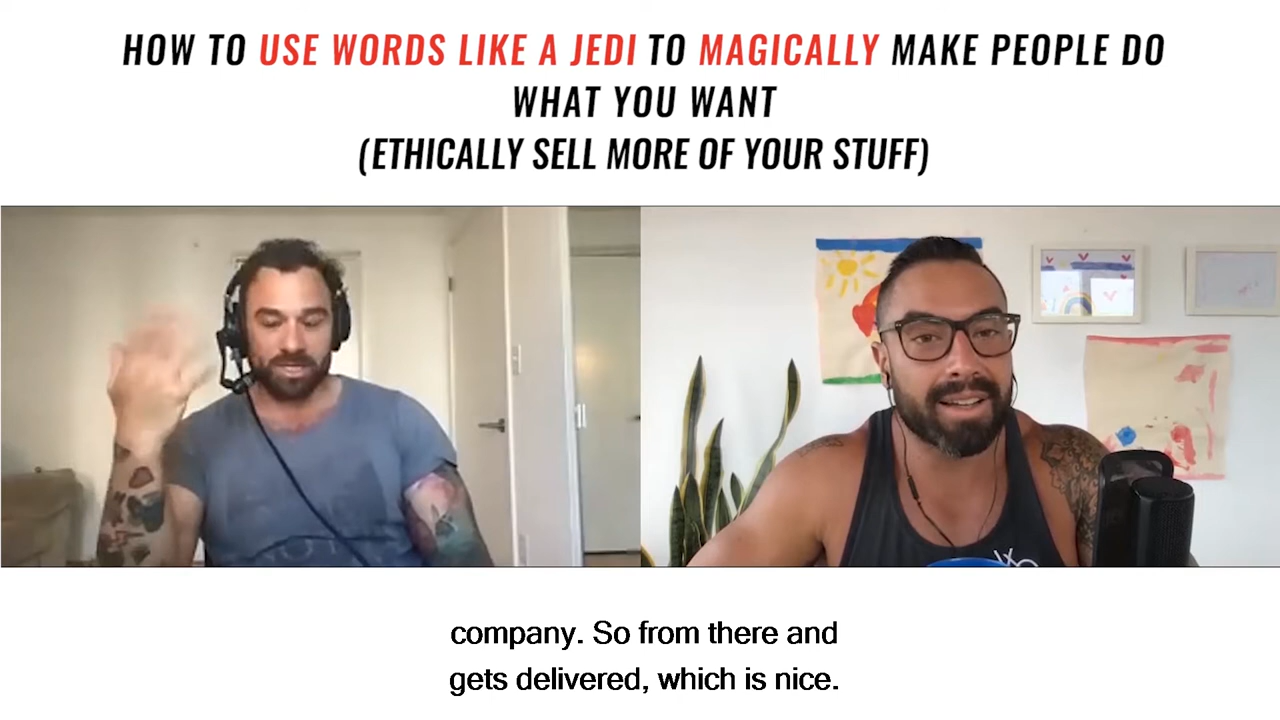 HOW TO USE WORDS LIKE A JEDI TO MAGICALLY MAKE PEOPLE DO
WHAT YOU WANT
(ETHICALLY SELL MORE OF YOUR STUFF)
company. So from there and
gets delivered, which is nice.